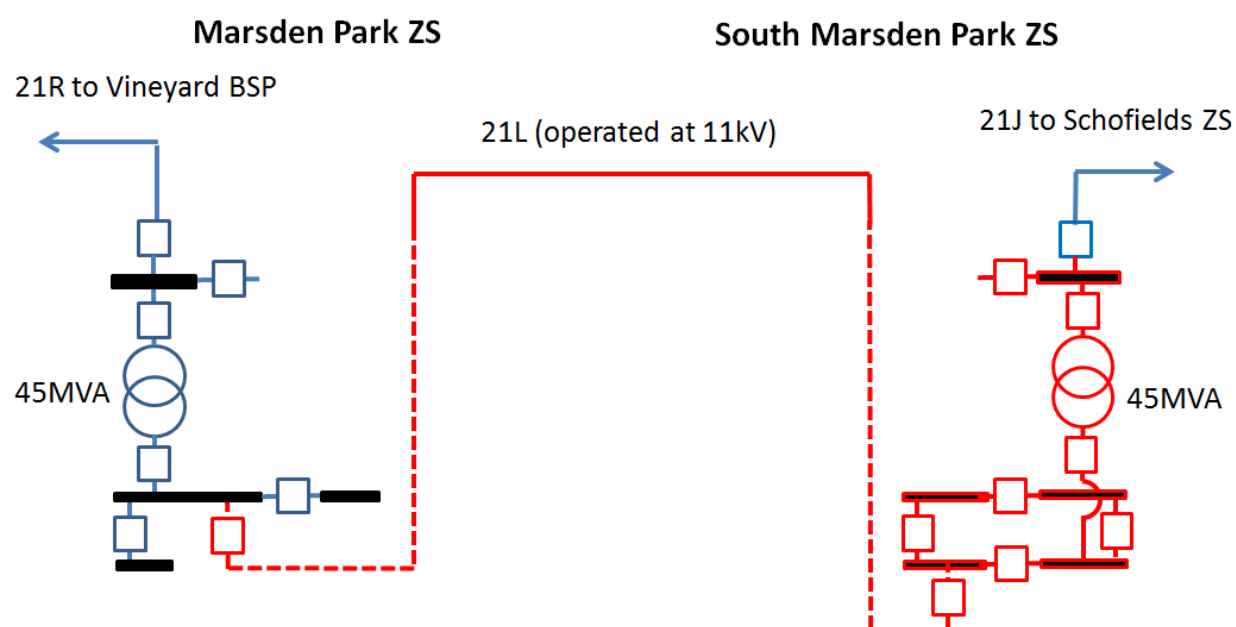 Marsden Park ZS
South Marsden Park ZS
21R to Vineyard BSP
21L (operated at 11kV)
21J to Schofields ZS
45MVA
45MVA